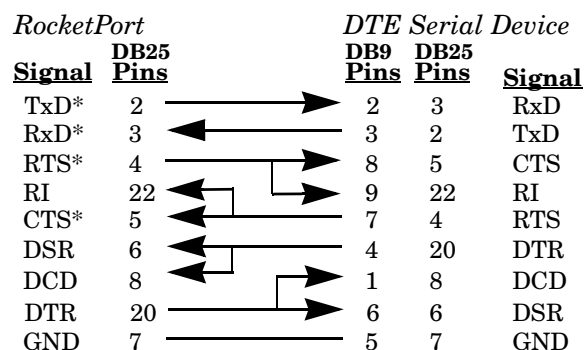 RocketPort DTE Serial Device
DB25 DB9 DB25
Signal Pins Pins Pins Signal
TxD* 2 2 3 RxD
RxD* 3 3 2 TxD
RTS* 4 8 5 CTS
RI 22 9 22 RI
CTS* 5 7 4 RTS
DSR 6 4 20 DTR
DCD 8 1 8 DCD
DTR 20 6 6 DSR
GND 7 5 7 GND